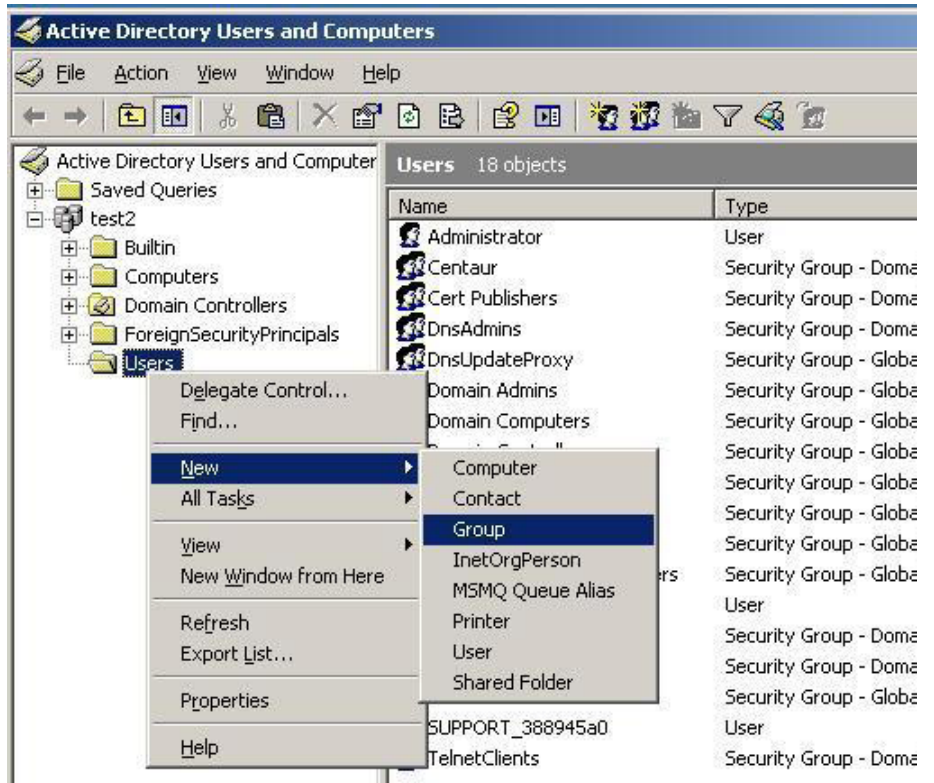 Active Directory Users and Computers
File Action View Window Help
Active Directory Users and Computer
Saved Queries
test2
Builtin
Computers
Domain Controllers
ForeignSecurityPrincipals
Users
Users 18 objects
Name Type
Administrator User
Centaur Security Group - Doma
Cert Publishers Security Group - Doma
DnsAdmins Security Group - Doma
DnsUpdateProxy Security Group - Globa
Domain Admins Security Group - Globa
Domain Computers Security Group - Globa
Security Group - Globa
Security Group - Globa
Security Group - Globa
Security Group - Globa
rs Security Group - Globa
User
Security Group - Doma
Security Group - Doma
Security Group - Globa
SUPPORT_388945a0 User
TelnetClients Security Group - Doma
Delegate Control...
Find...
New
All Tasks
View
New Window from Here
Refresh
Export List...
Properties
Help
Computer
Contact
Group
InetOrgPerson
MSMQ Queue Alias
Printer
User
Shared Folder